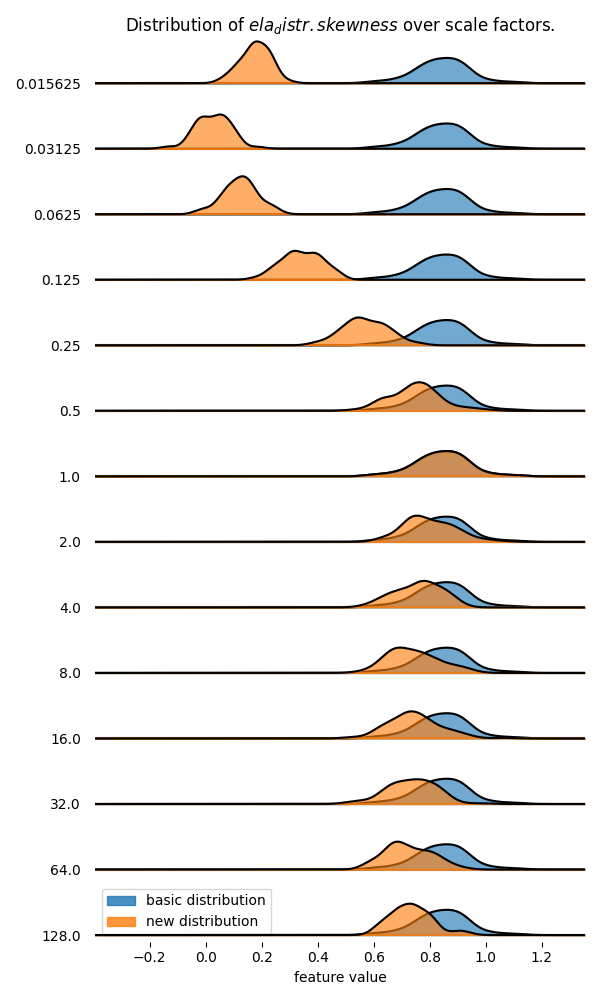 Distribution of ela_distr.skewness over scale factors.
0.015625
0.03125
0.0625
0.125
0.25
0.5
1.0
2.0
4.0
8.0
16.0
32.0
64.0
basic distribution
new distribution
128.0
−0.2 0.0 0.2 0.4 0.6 0.8 1.0 1.2
feature value